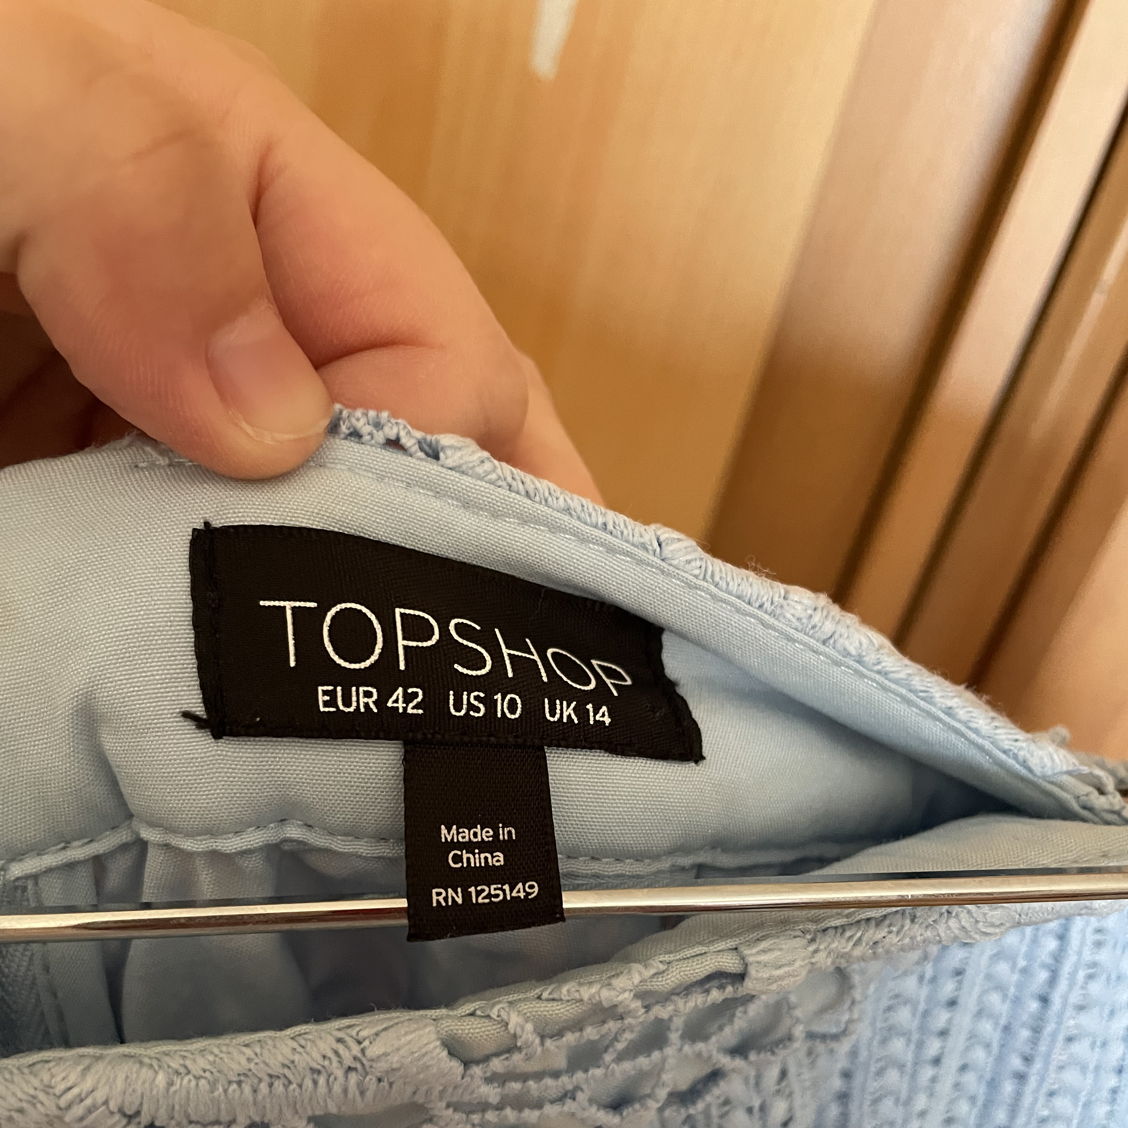 TOPSHOP
EUR 42 US 10 UK 14
Made in
China
RN 125149